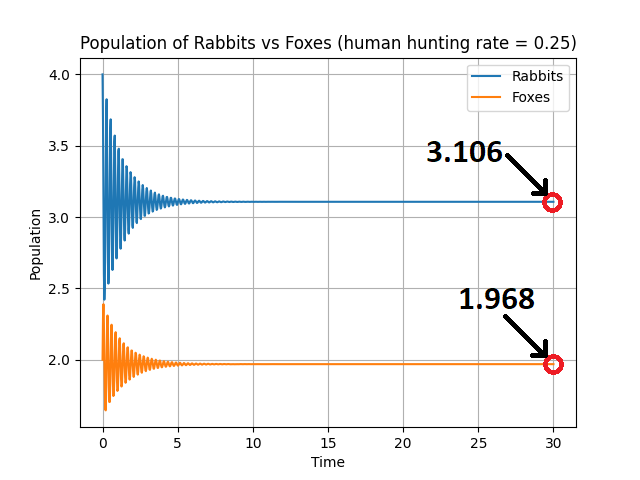 Population of Rabbits vs Foxes (human hunting rate = 0.25)
Rabbits
Foxes
3.106
1.968
Population
4.0
3.5
3.0
2.5
2.0
0 5 10 15 20 25 30
Time